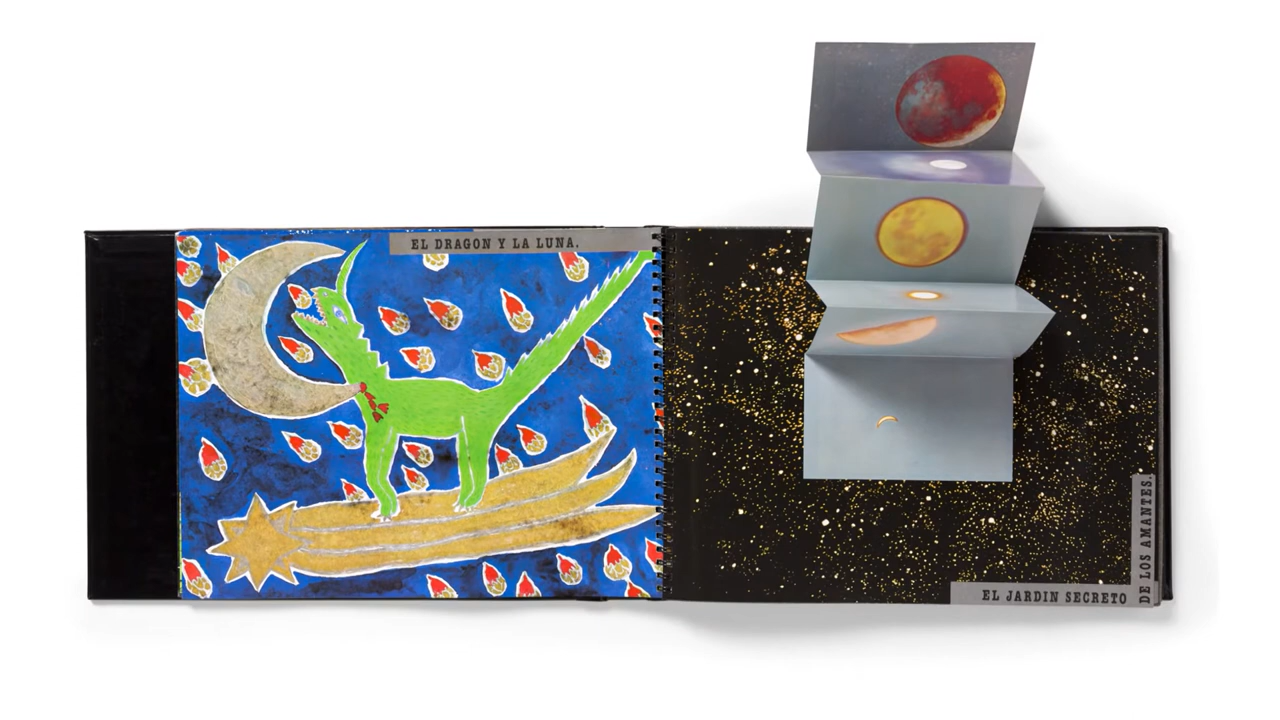 EL DRAGON Y LA LUNA.
EL JARDIN SECRETO
DE LOS AMANTES.